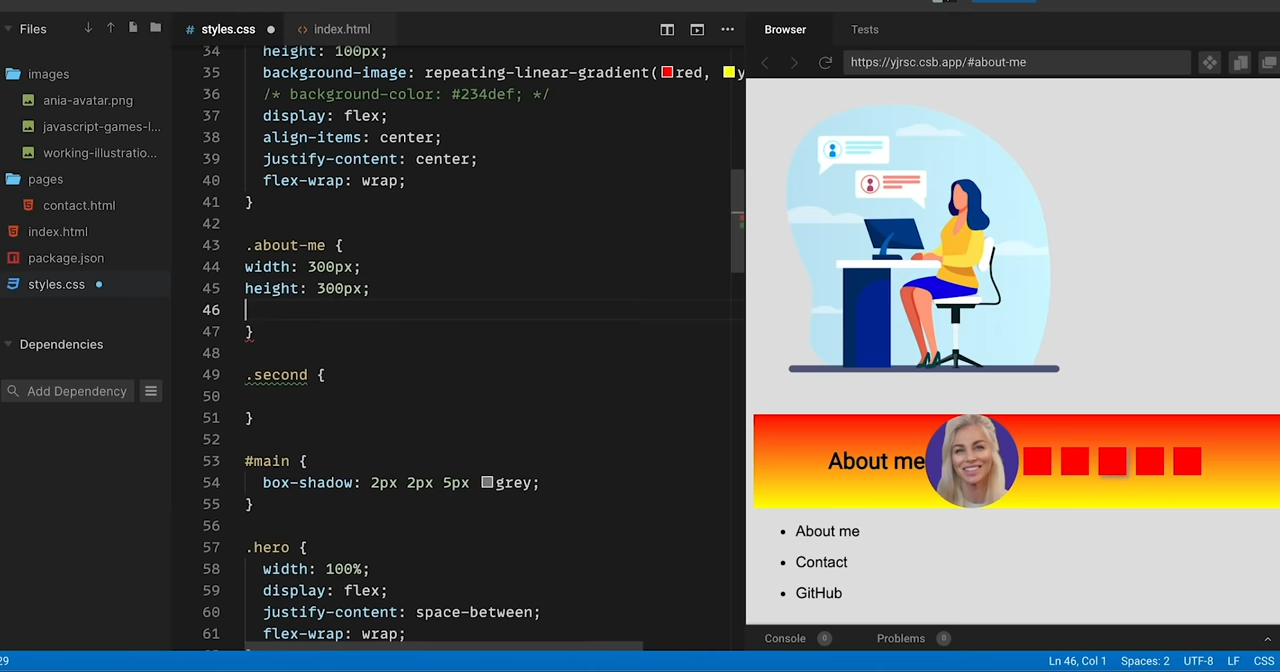 Files
images
ania-avatar.png
javascript-games-l...
working-illustratio...
pages
contact.html
index.html
package.json
styles.css
Dependencies
Add Dependency
29
# styles.css
<> index.html
34 height: 100px;
35 background-image: repeating-linear-gradient(red, y
36 /* background-color: #234def; */
37 display: flex;
38 align-items: center;
39 justify-content: center;
40 flex-wrap: wrap;
41 }
42
43 .about-me {
44 width: 300px;
45 height: 300px;
46
47 }
48
49 .second {
50
51 }
52
53 #main {
54 box-shadow: 2px 2px 5px grey;
55 }
56
57 .hero {
58 width: 100%;
59 display: flex;
60 justify-content: space-between;
61 flex-wrap: wrap;
Browser
Tests
https://yjrsc.csb.app/#about-me
About me
About me
Contact
GitHub
Console 0
Problems 0
Ln 46, Col 1 Spaces: 2 UTF-8 LF CSS